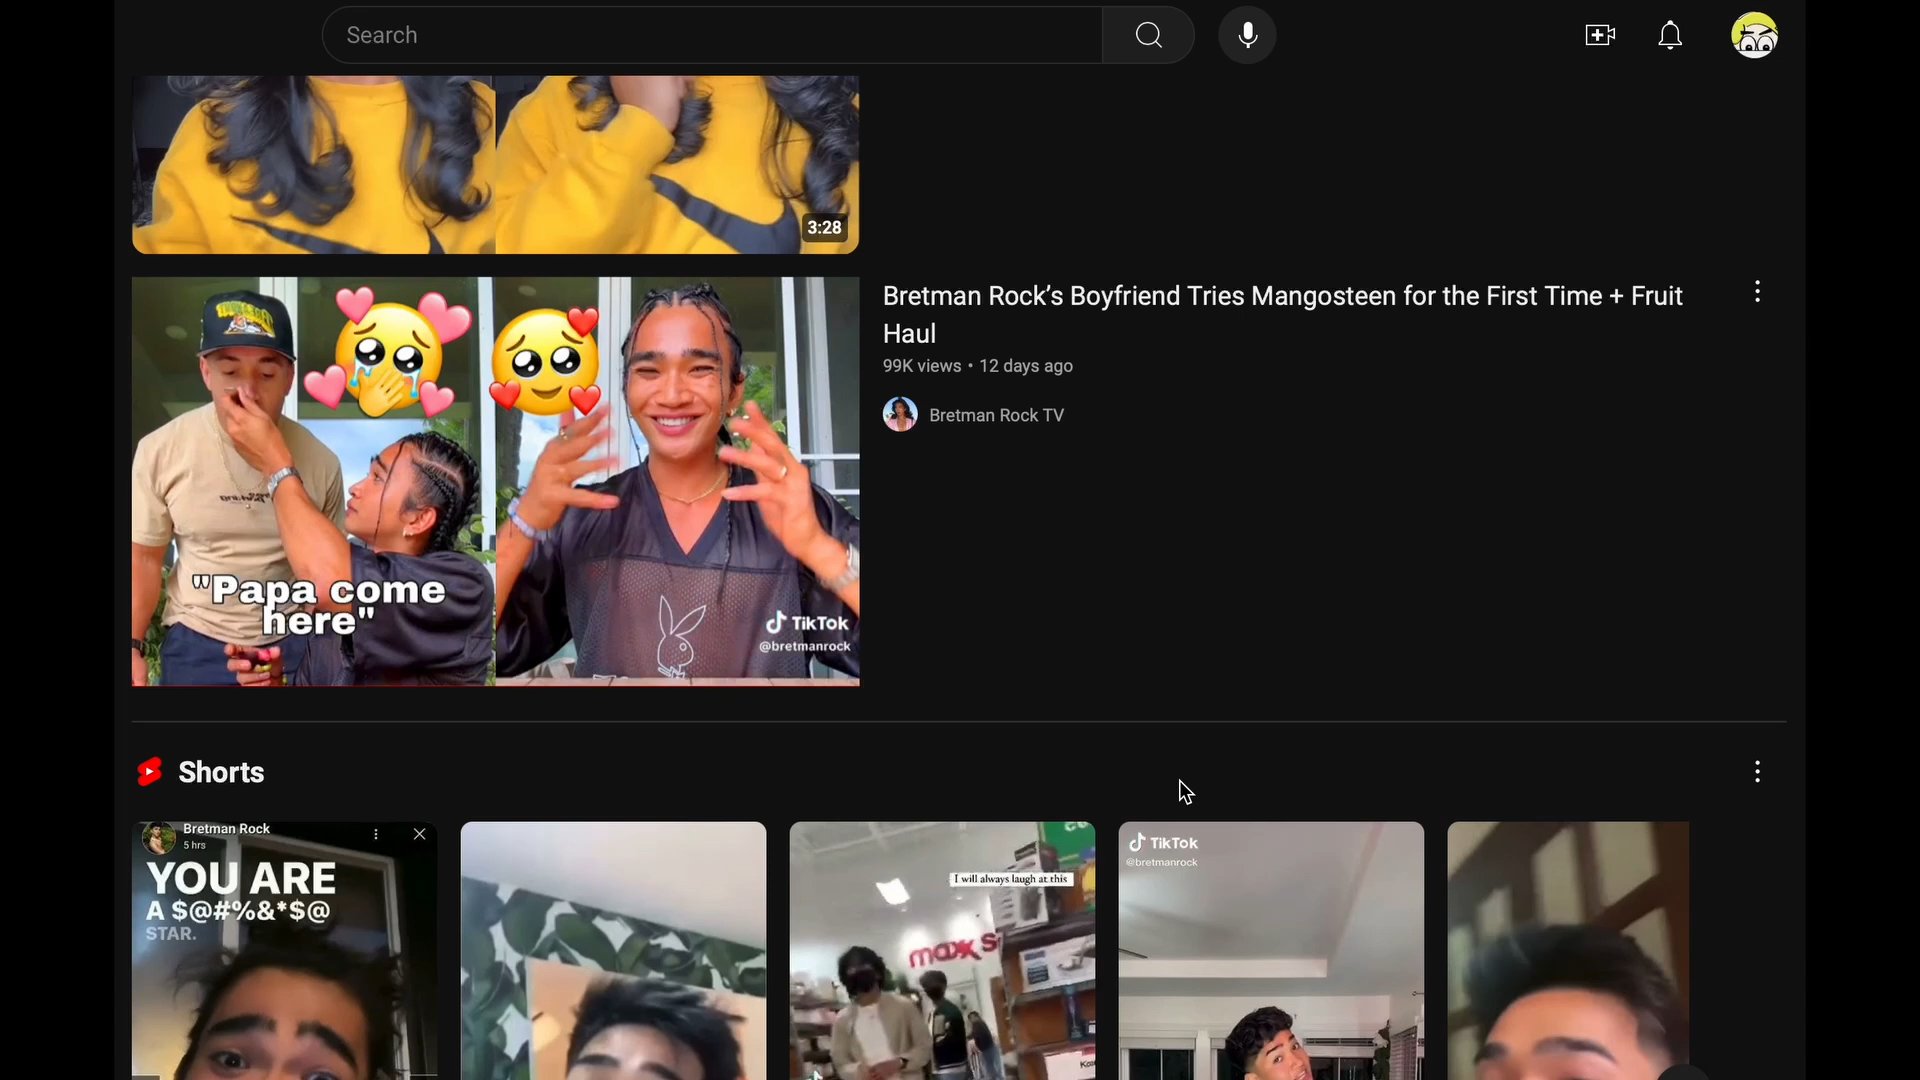 Search
3:28
Bretman Rock’s Boyfriend Tries Mangosteen for the First Time + Fruit
Haul
99K views • 12 days ago
Bretman Rock TV
"Papa come
here"
TikTok
@bretmanrock
Shorts
Bretman Rock
5 hrs
YOU ARE
A $@#%&*$@
STAR.
I will always laugh at this
maxx
TikTok
@bretmanrock